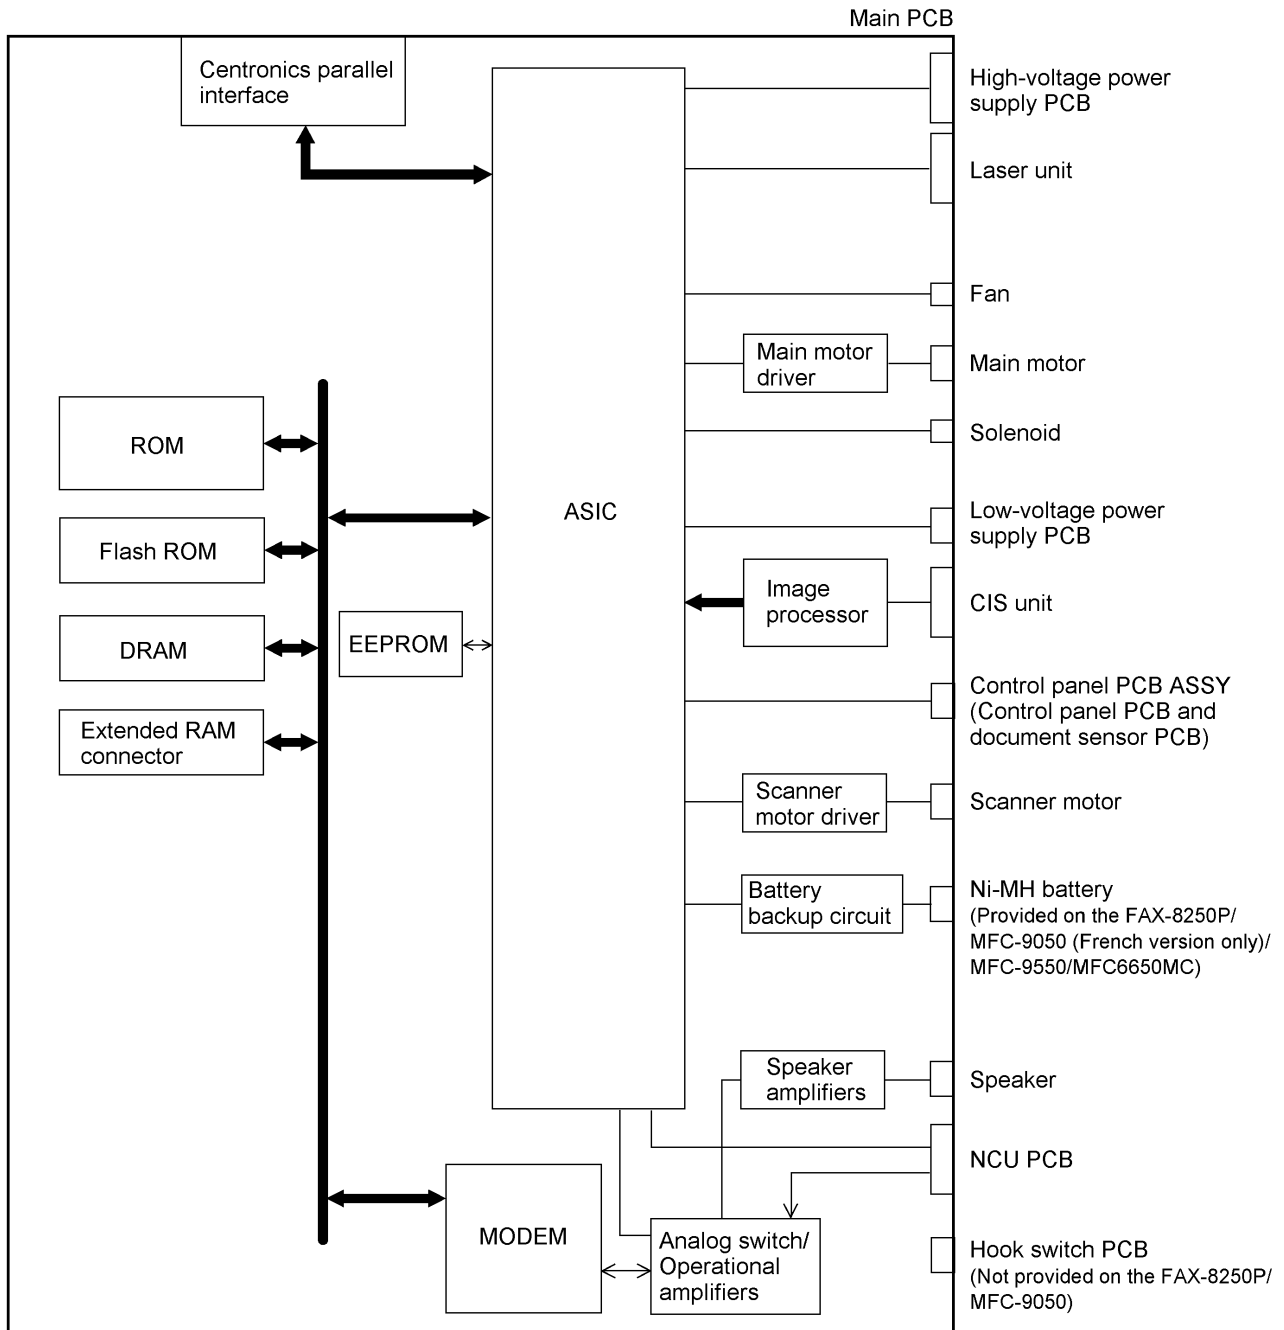 Main PCB
Centronics parallel
interface
High-voltage power
supply PCB
Laser unit
Fan
Main motor
driver
Main motor
ROM
Solenoid
ASIC
Low-voltage power
supply PCB
Flash ROM
Image
processor
CIS unit
EEPROM
DRAM
Control panel PCB ASSY
(Control panel PCB and
document sensor PCB)
Extended RAM
connector
Scanner
motor driver
Scanner motor
Battery
backup circuit
Ni-MH battery
(Provided on the FAX-8250P/
MFC-9050 (French version only)/
MFC-9550/MFC6650MC)
Speaker
amplifiers
Speaker
NCU PCB
MODEM
Analog switch/
Operational
amplifiers
Hook switch PCB
(Not provided on the FAX-8250P/
MFC-9050)